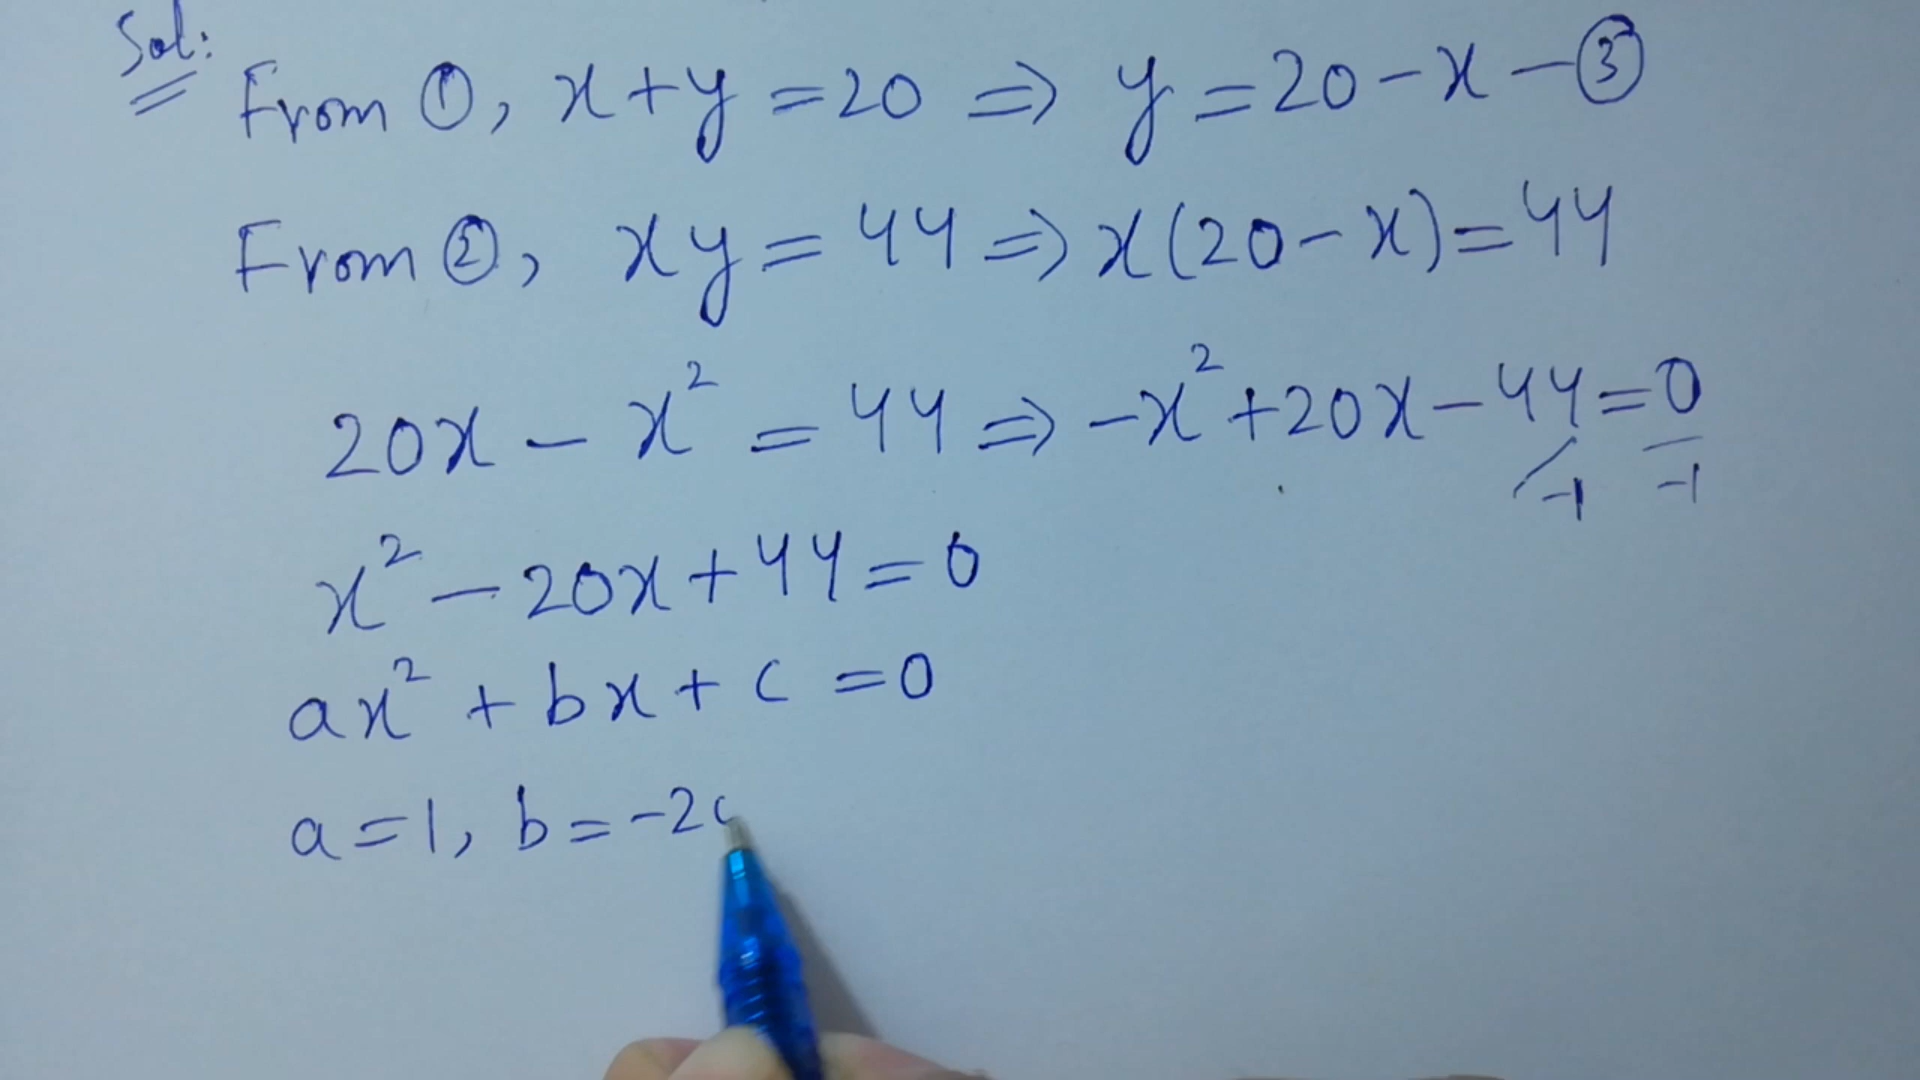 Sol:
From ①, x+y=20 ⇒ y=20-x-③
From ②, xy=44 ⇒ x(20-x)=44
20x-x²=44 ⇒ -x²+20x-44=0
/-1 -1
x²-20x+44=0
ax²+bx+c=0
a=1, b=-20